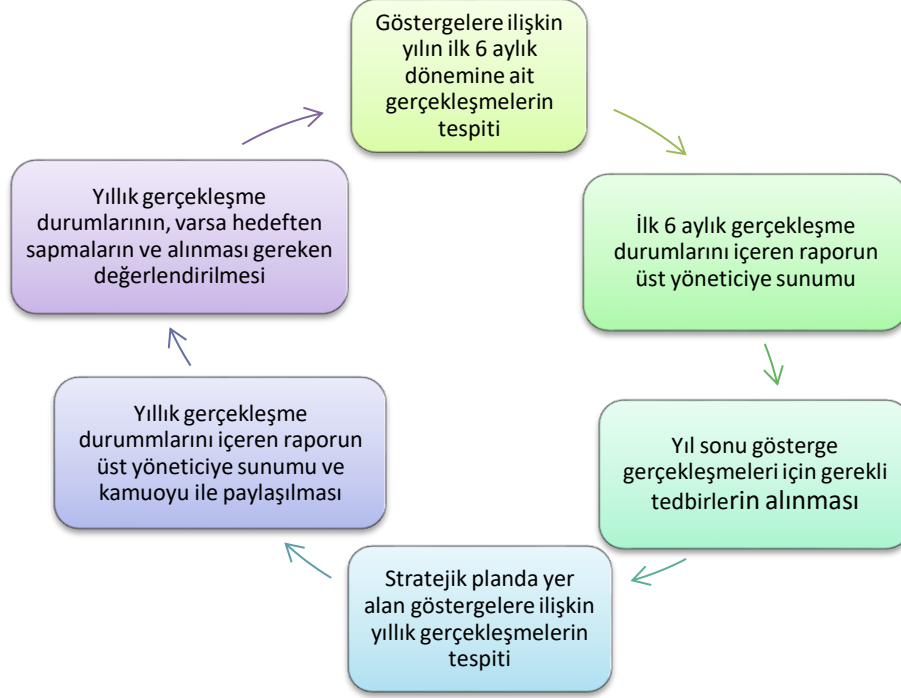 Göstergelere ilişkin
yılın ilk 6 aylık
dönemine ait
gerçekleşmelerin
tespiti
İlk 6 aylık gerçekleşme
durumlarını içeren raporun
üst yöneticiye sunumu
Yıl sonu gösterge
gerçekleşmeleri için gerekli
tedbirlerin alınması
Stratejik planda yer
alan göstergelere ilişkin
yıllık gerçekleşmelerin
tespiti
Yıllık gerçekleşme
durummlarını içeren raporun
üst yöneticiye sunumu ve
kamuoyu ile paylaşılması
Yıllık gerçekleşme
durumlarının, varsa hedeften
sapmaların ve alınması gereken
değerlendirilmesi